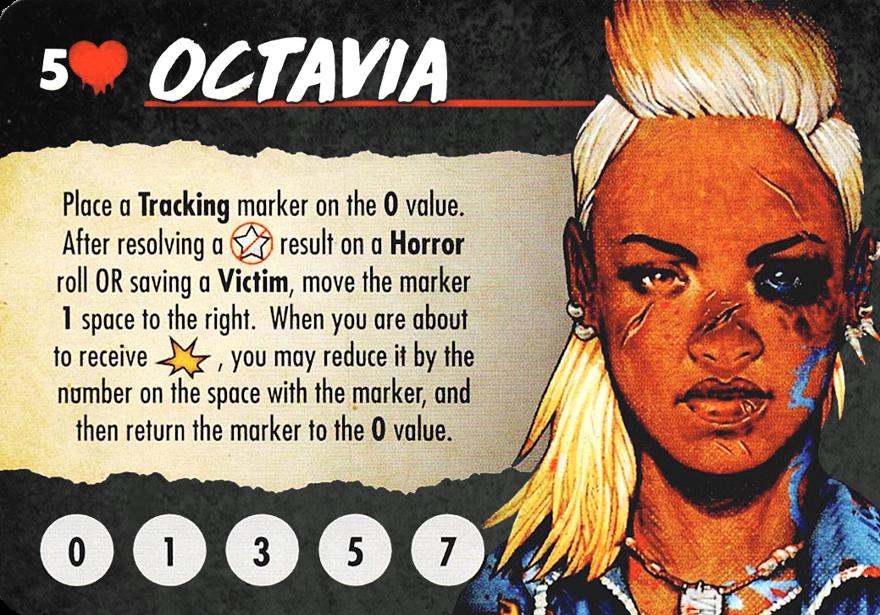 5 OCTAVIA
Place a Tracking marker on the 0 value.
After resolving a result on a Horror
roll OR saving a Victim, move the marker
1 space to the right. When you are about
to receive , you may reduce it by the
number on the space with the marker, and
then return the marker to the 0 value.
0 1 3 5 7